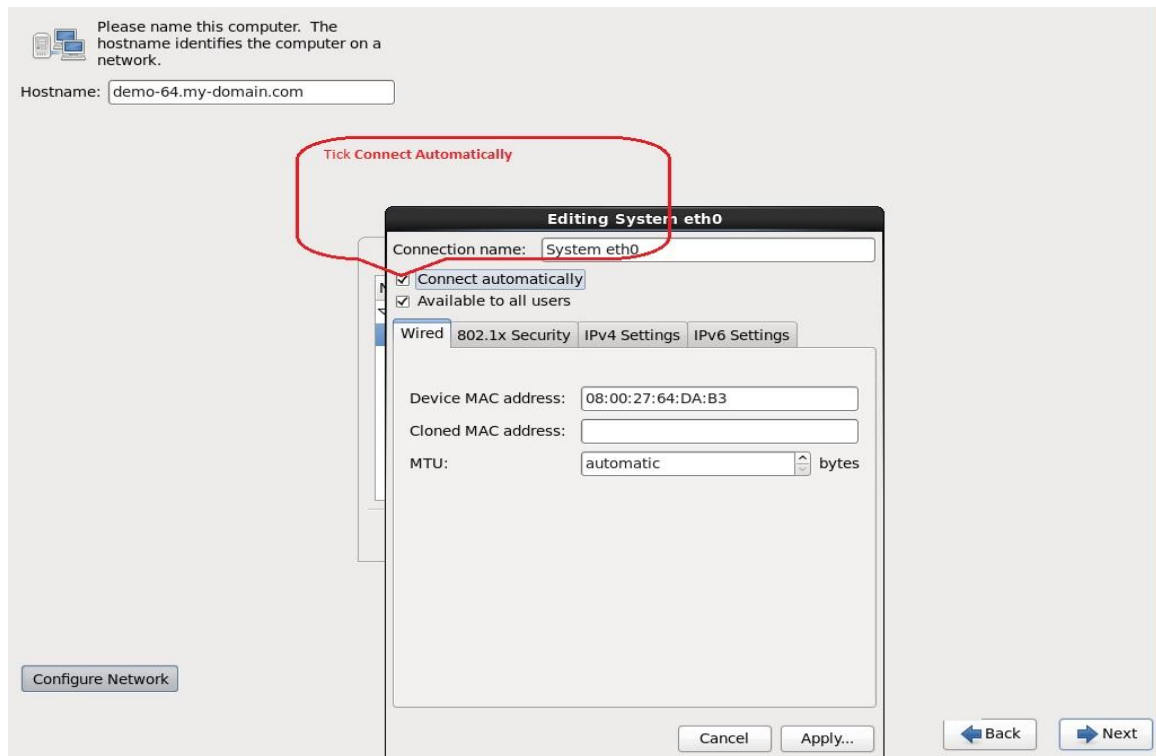 Please name this computer.  The
hostname identifies the computer on a
network.
Hostname: demo-64.my-domain.com
Tick Connect Automatically
Editing System eth0
Connection name: System eth0
Connect automatically
Available to all users
Wired 802.1x Security IPv4 Settings IPv6 Settings
Device MAC address: 08:00:27:64:DA:B3
Cloned MAC address:
MTU: automatic bytes
Configure Network
Cancel Apply...
Back Next